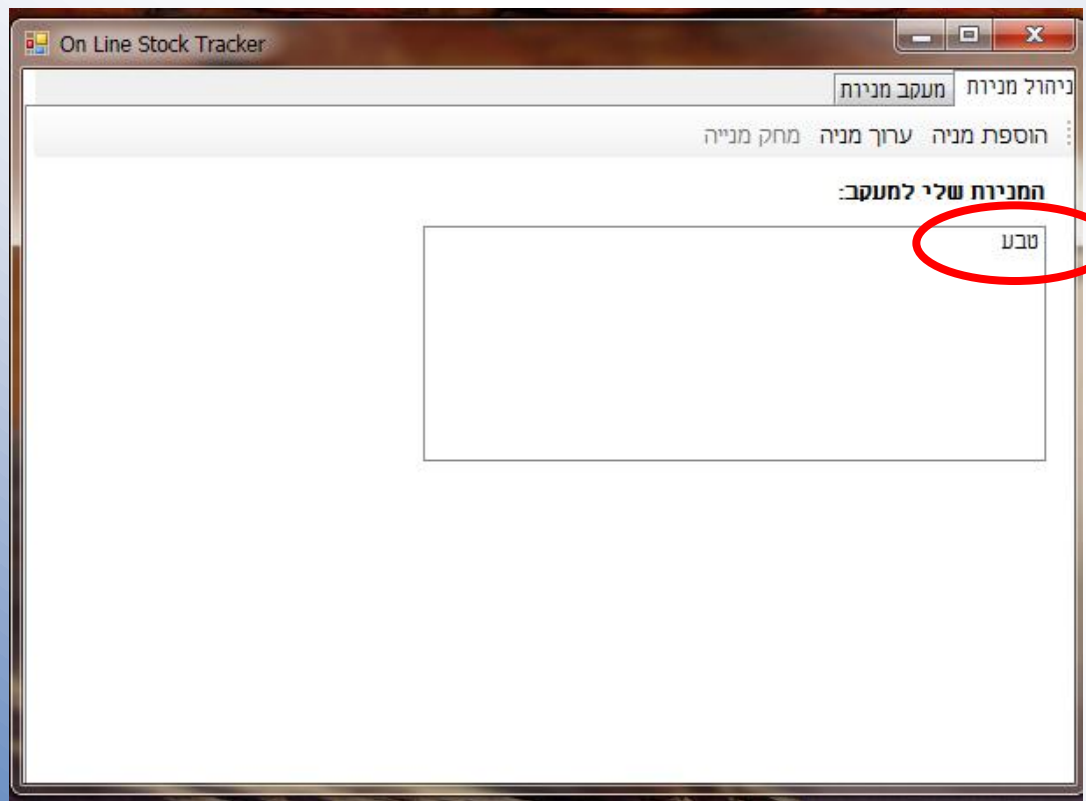 On Line Stock Tracker
ניהול מניות מעקב מניות
הוספת מניה ערוך מניה מחק מנייה
המניות שלי למעקב:
טבע